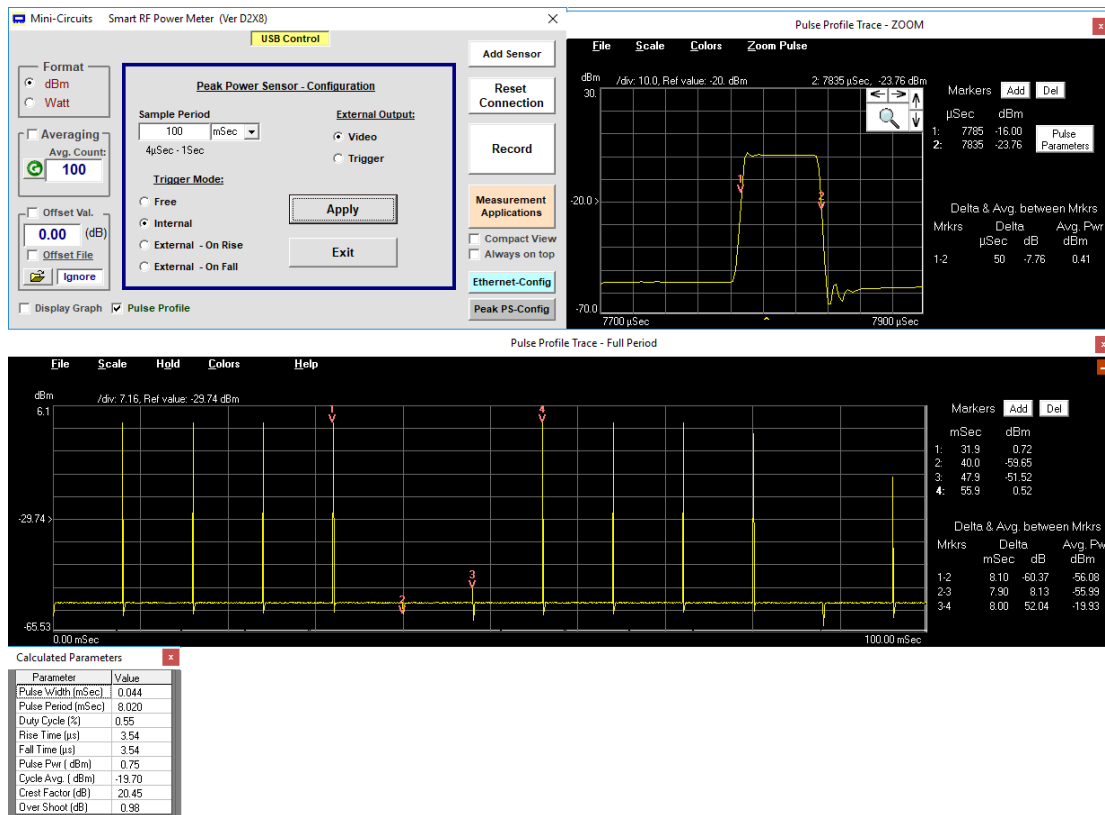 Mini-Circuits Smart RF Power Meter (Ver D2X8)
USB Control
Format
dBm
Watt
Averaging
Avg. Count:
100
Offset Val.
0.00 (dB)
Offset File
Ignore
Display Graph Pulse Profile
Peak Power Sensor - Configuration
Sample Period
100 mSec
4µSec - 1Sec
External Output:
Video
Trigger
Trigger Mode:
Free
Internal
External - On Rise
External - On Fall
Apply
Exit
Add Sensor
Reset
Connection
Record
Measurement
Applications
Compact View
Always on top
Ethernet-Config
Peak PS-Config
Pulse Profile Trace - ZOOM
x
File Scale Colors Zoom Pulse
dBm /div: 10.0, Ref value: -20. dBm 2: 7835 µSec, -23.76 dBm
30.
-20.0 >
-70.0
1
2
7700 µSec 7900 µSec
Markers Add Del
µSec dBm
1: 7785 -16.00
2: 7835 -23.76
Pulse
Parameters
Delta & Avg. between Mrkrs
Mrkrs Delta Avg. Pwr
µSec dB dBm
1-2 50 -7.76 0.41
Pulse Profile Trace - Full Period
x
File Scale Hold Colors Help
dBm /div: 7.16, Ref value: -29.74 dBm
6.1
-29.74 >
-65.53
1
2
3
4
0.00 mSec 100.00 mSec
Markers Add Del
mSec dBm
1: 31.9 0.72
2: 40.0 -59.65
3: 47.9 -51.52
4: 55.9 0.52
Delta & Avg. between Mrkrs
Mrkrs Delta Avg. Pw
mSec dB dBm
1-2 8.10 -60.37 -56.08
2-3 7.90 8.13 -55.99
3-4 8.00 52.04 -19.93
Calculated Parameters
x
Parameter Value
Pulse Width (mSec) 0.044
Pulse Period (mSec) 8.020
Duty Cycle (%) 0.55
Rise Time (µs) 3.54
Fall Time (µs) 3.54
Pulse Pwr ( dBm) 0.75
Cycle Avg. ( dBm) -19.70
Crest Factor (dB) 20.45
Over Shoot (dB) 0.98